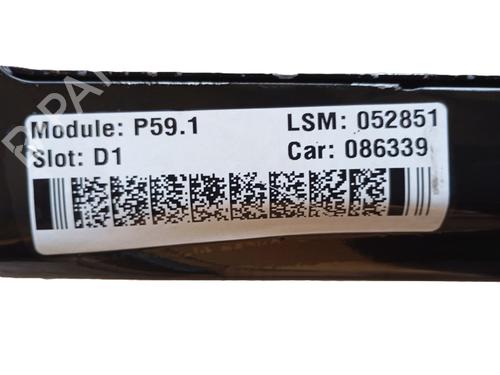 Module: P59.1 LSM: 052851
Slot: D1 Car: 086339